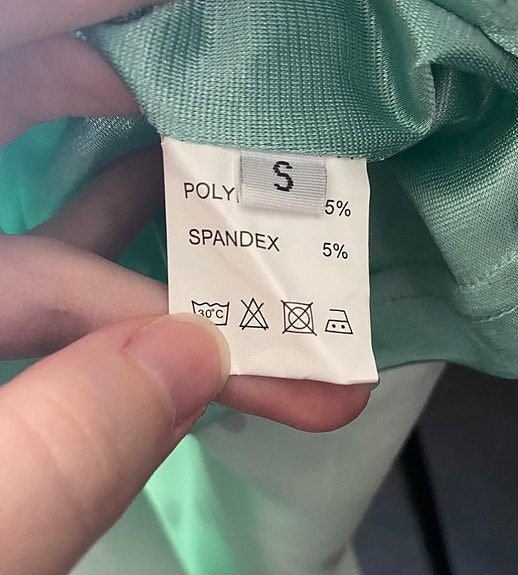 S
POLY 5%
SPANDEX 5%
30°C